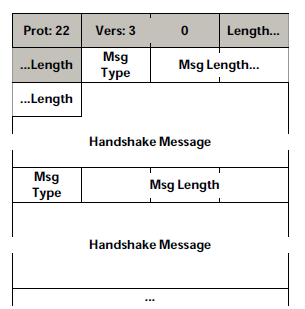 Prot: 22 Vers: 3 0 Length...
...Length Msg Type Msg Length...
...Length
Handshake Message
Msg Type Msg Length
Handshake Message
...